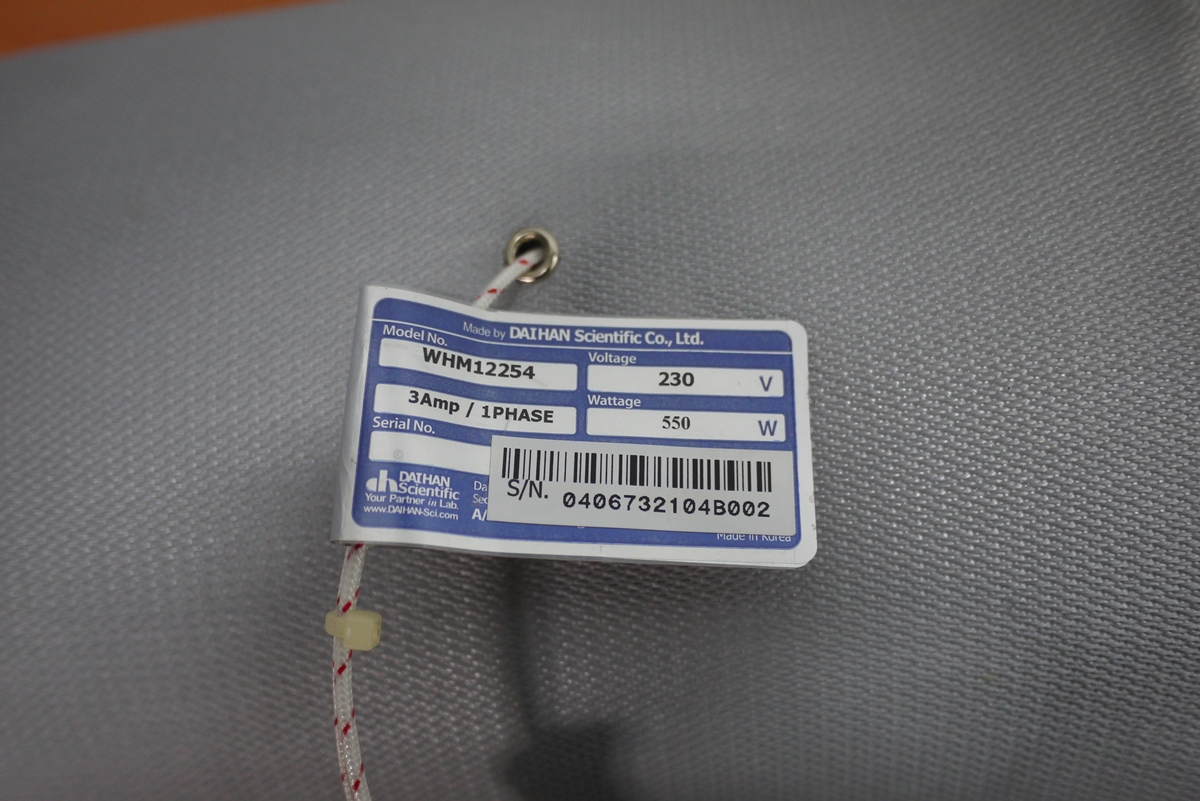 Made by DAIHAN Scientific Co., Ltd.
Model No.
WHM12254
Voltage
230 V
3Amp / 1PHASE
Wattage
550 W
Serial No.
S/N. 0406732104B002
dh DAIHAN
Scientific
Your Partner in Lab.
www.DAIHAN-Sci.com
A/
Made in Korea